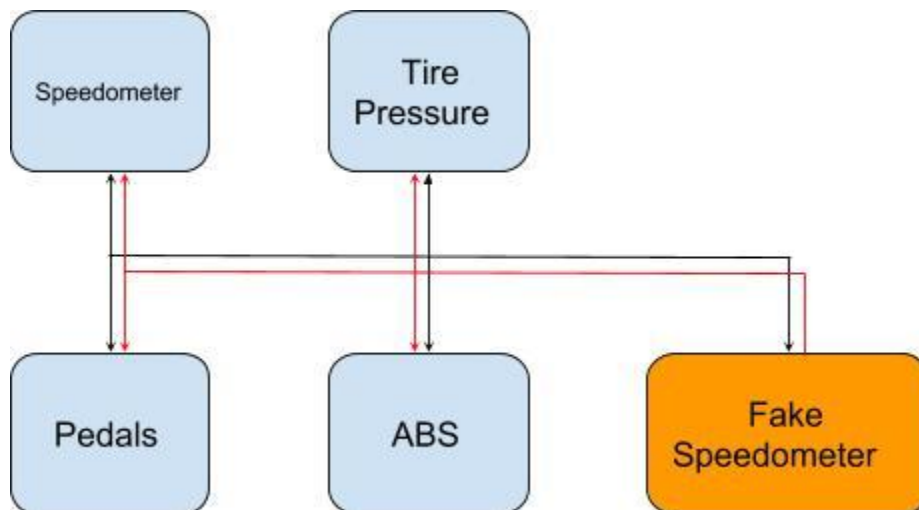 Speedometer
Tire
Pressure
Pedals
ABS
Fake
Speedometer